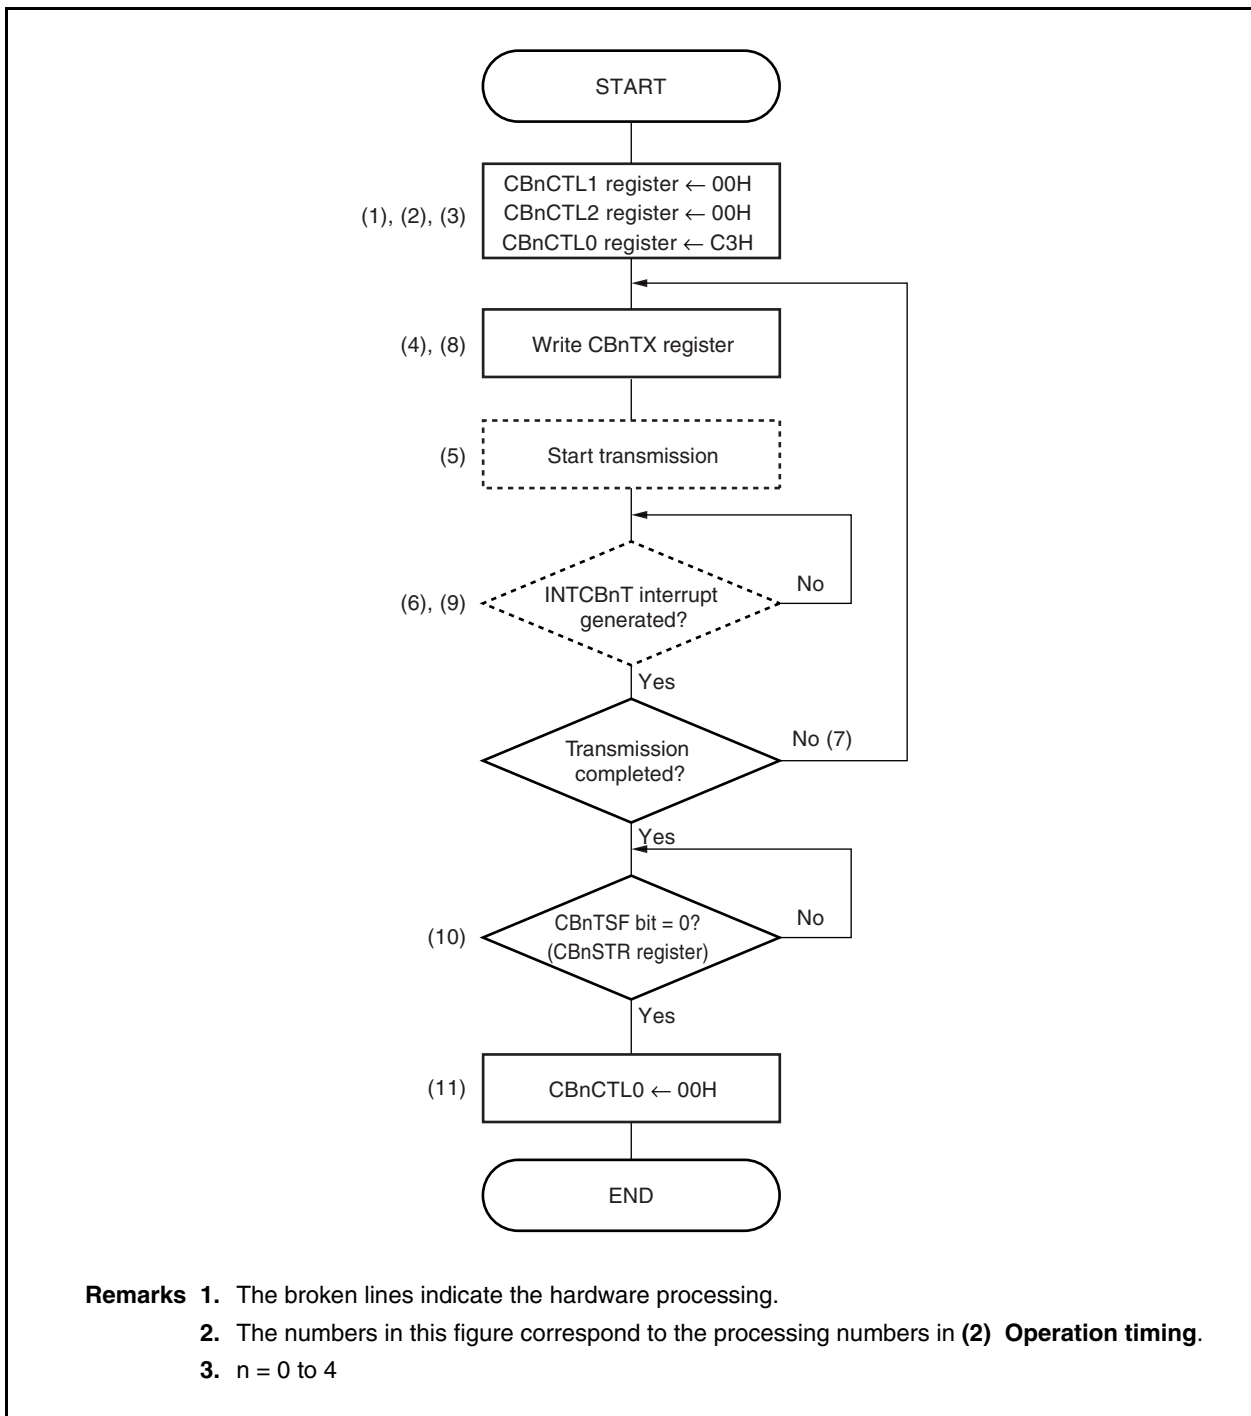 START
CBnCTL1 register ← 00H
CBnCTL2 register ← 00H
(1), (2), (3)
CBnCTL0 register ← C3H
(4), (8)
Write CBnTX register
(5)
Start transmission
INTCBnT interrupt
No
(6), (9)
generated?
Yes
Transmission
No (7)
completed?
Yes
CBnTSF bit = 0?
No
(10)
(CBnSTR register)
Yes
(11)
CBnCTL0 ← 00H
END
Remarks 1. The broken lines indicate the hardware processing.
2. The numbers in this figure correspond to the processing numbers in (2) Operation timing.
3. n = 0 to 4